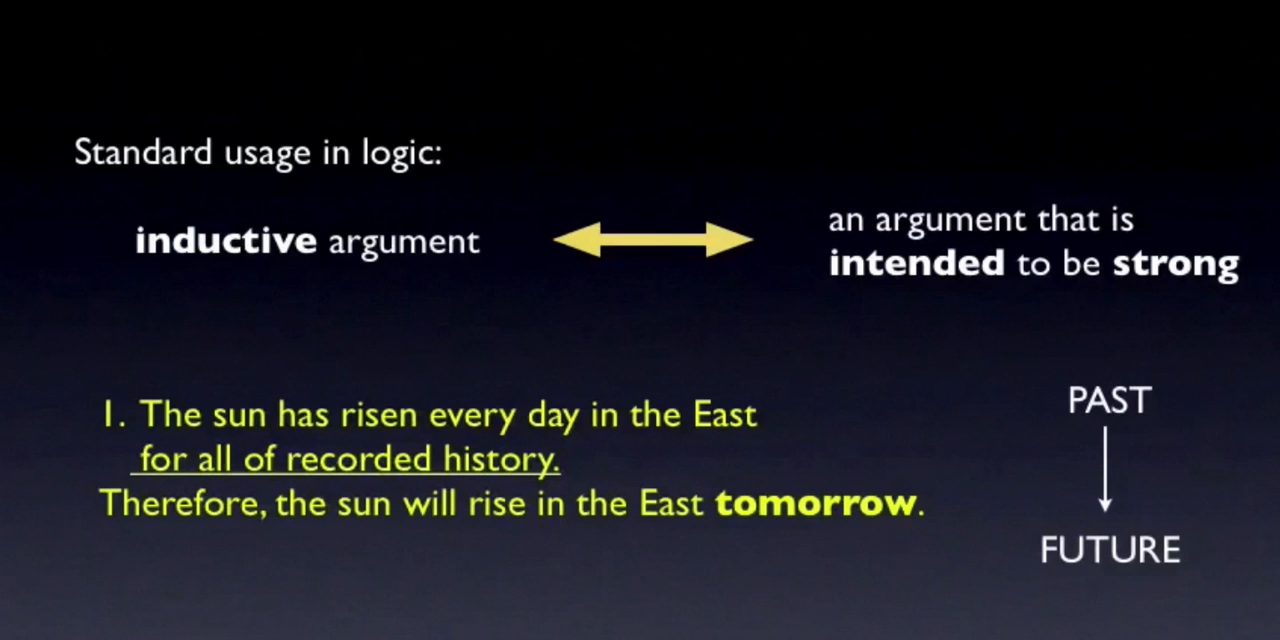 Standard usage in logic:
inductive argument
an argument that is
intended to be strong
1. The sun has risen every day in the East
for all of recorded history.
Therefore, the sun will rise in the East tomorrow.
PAST
FUTURE